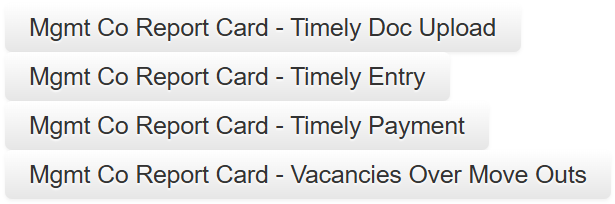 Mgmt Co Report Card - Timely Doc Upload
Mgmt Co Report Card - Timely Entry
Mgmt Co Report Card - Timely Payment
Mgmt Co Report Card - Vacancies Over Move Outs